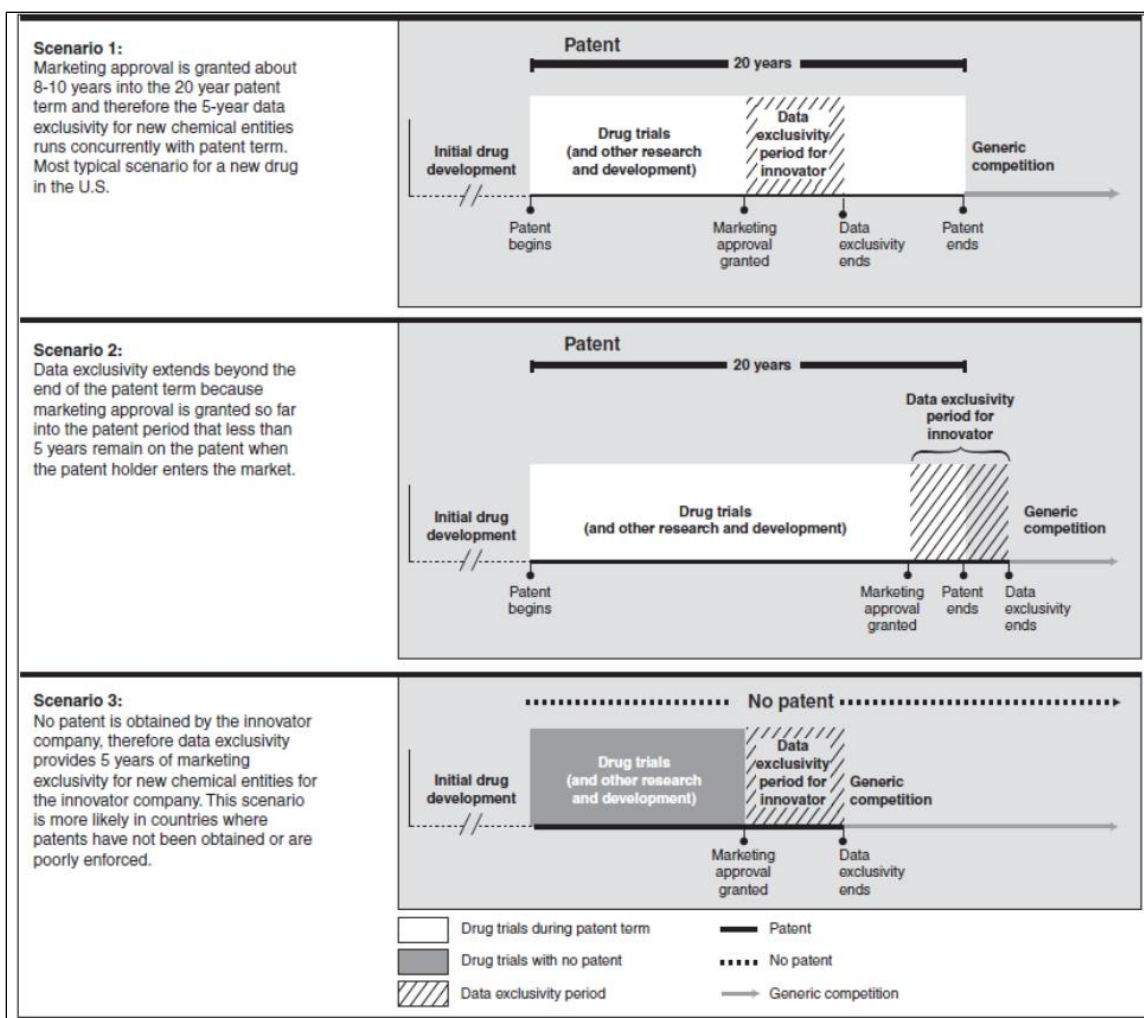 Scenario 1:
Marketing approval is granted about
8-10 years into the 20 year patent
term and therefore the 5-year data
exclusivity for new chemical entities
runs concurrently with patent term.
Most typical scenario for a new drug
in the U.S.
Patent
20 years
Initial drug
development
Drug trials
(and other research
and development)
Data
exclusivity
period for
innovator
Generic
competition
Patent
begins
Marketing
approval
granted
Data
exclusivity
ends
Patent
ends
Scenario 2:
Data exclusivity extends beyond the
end of the patent term because
marketing approval is granted so far
into the patent period that less than
5 years remain on the patent when
the patent holder enters the market.
Patent
20 years
Data exclusivity
period for
innovator
Initial drug
development
Drug trials
(and other research and development)
Generic
competition
Patent
begins
Marketing
approval
granted
Patent
ends
Data
exclusivity
ends
Scenario 3:
No patent is obtained by the innovator
company, therefore data exclusivity
provides 5 years of marketing
exclusivity for new chemical entities for
the innovator company. This scenario
is more likely in countries where
patents have not been obtained or are
poorly enforced.
No patent
Initial drug
development
Drug trials
(and other research
and development)
Data
exclusivity
period for
innovator
Generic
competition
Marketing
approval
granted
Data
exclusivity
ends
Drug trials during patent term
Patent
Drug trials with no patent
No patent
Data exclusivity period
Generic competition